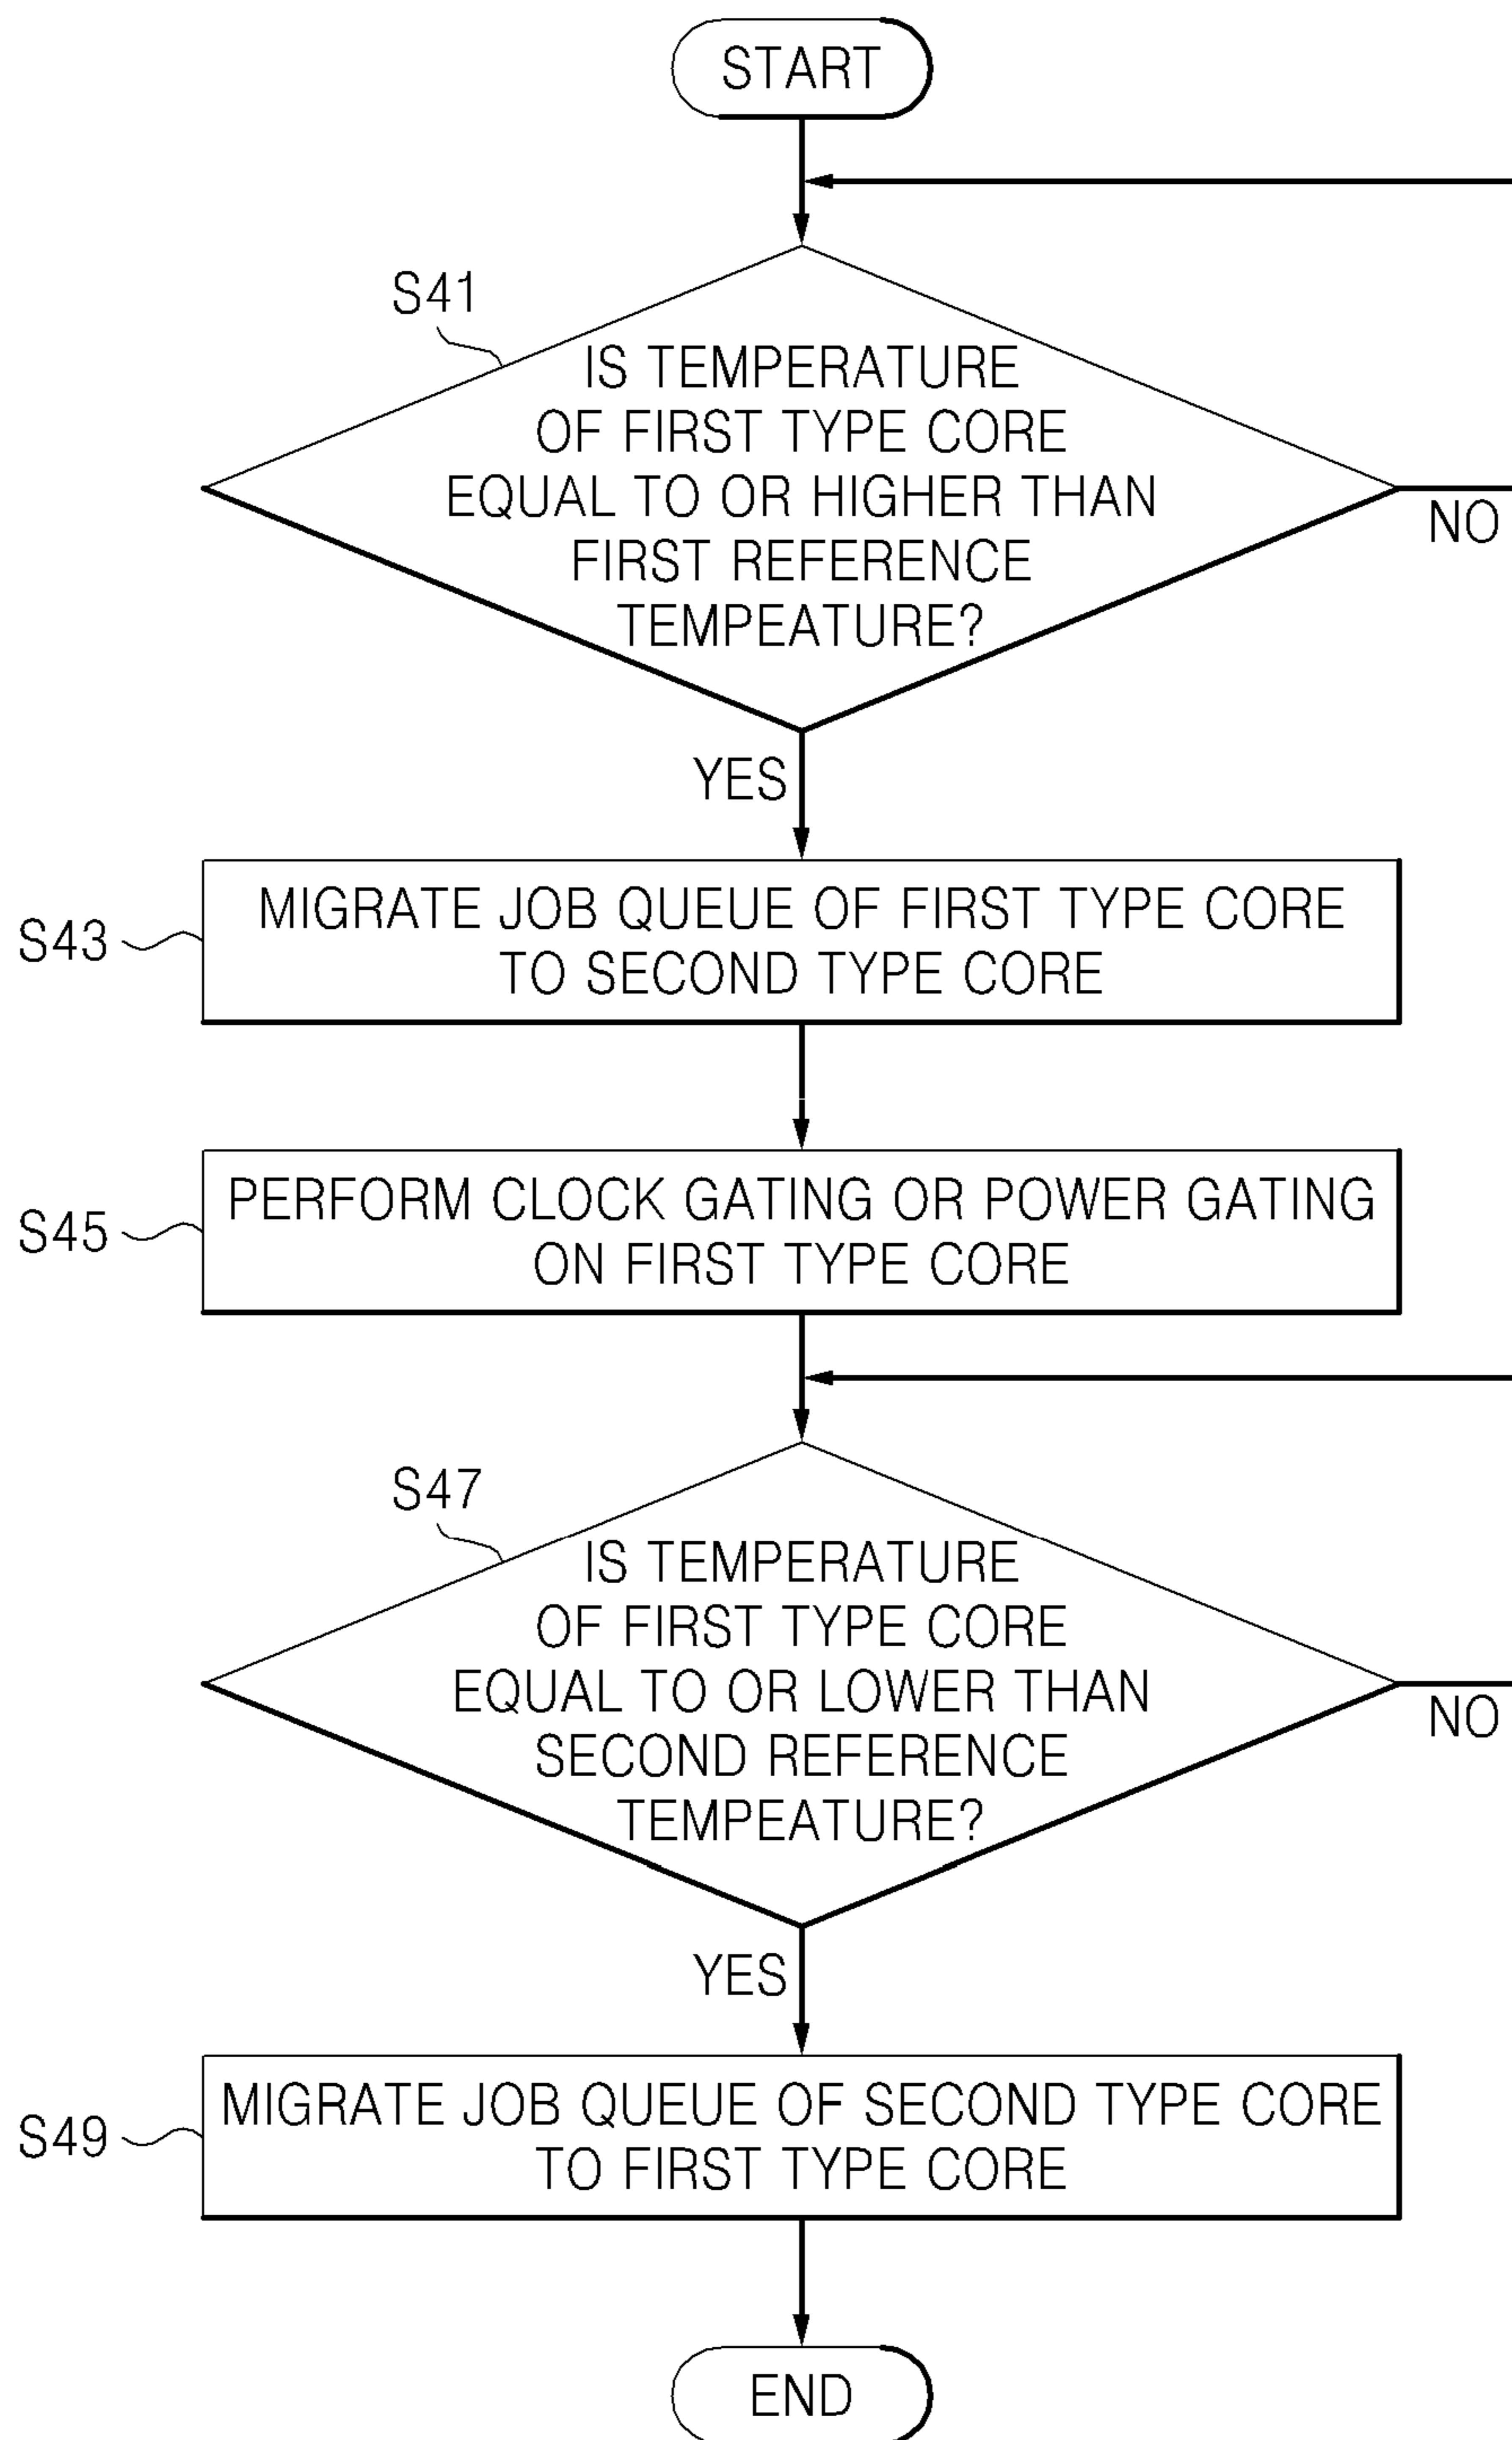 START
S41
IS TEMPERATURE
OF FIRST TYPE CORE
EQUAL TO OR HIGHER THAN
FIRST REFERENCE
TEMPEATURE?
NO
YES
S43
MIGRATE JOB QUEUE OF FIRST TYPE CORE
TO SECOND TYPE CORE
S45
PERFORM CLOCK GATING OR POWER GATING
ON FIRST TYPE CORE
S47
IS TEMPERATURE
OF FIRST TYPE CORE
EQUAL TO OR LOWER THAN
SECOND REFERENCE
TEMPEATURE?
NO
YES
S49
MIGRATE JOB QUEUE OF SECOND TYPE CORE
TO FIRST TYPE CORE
END